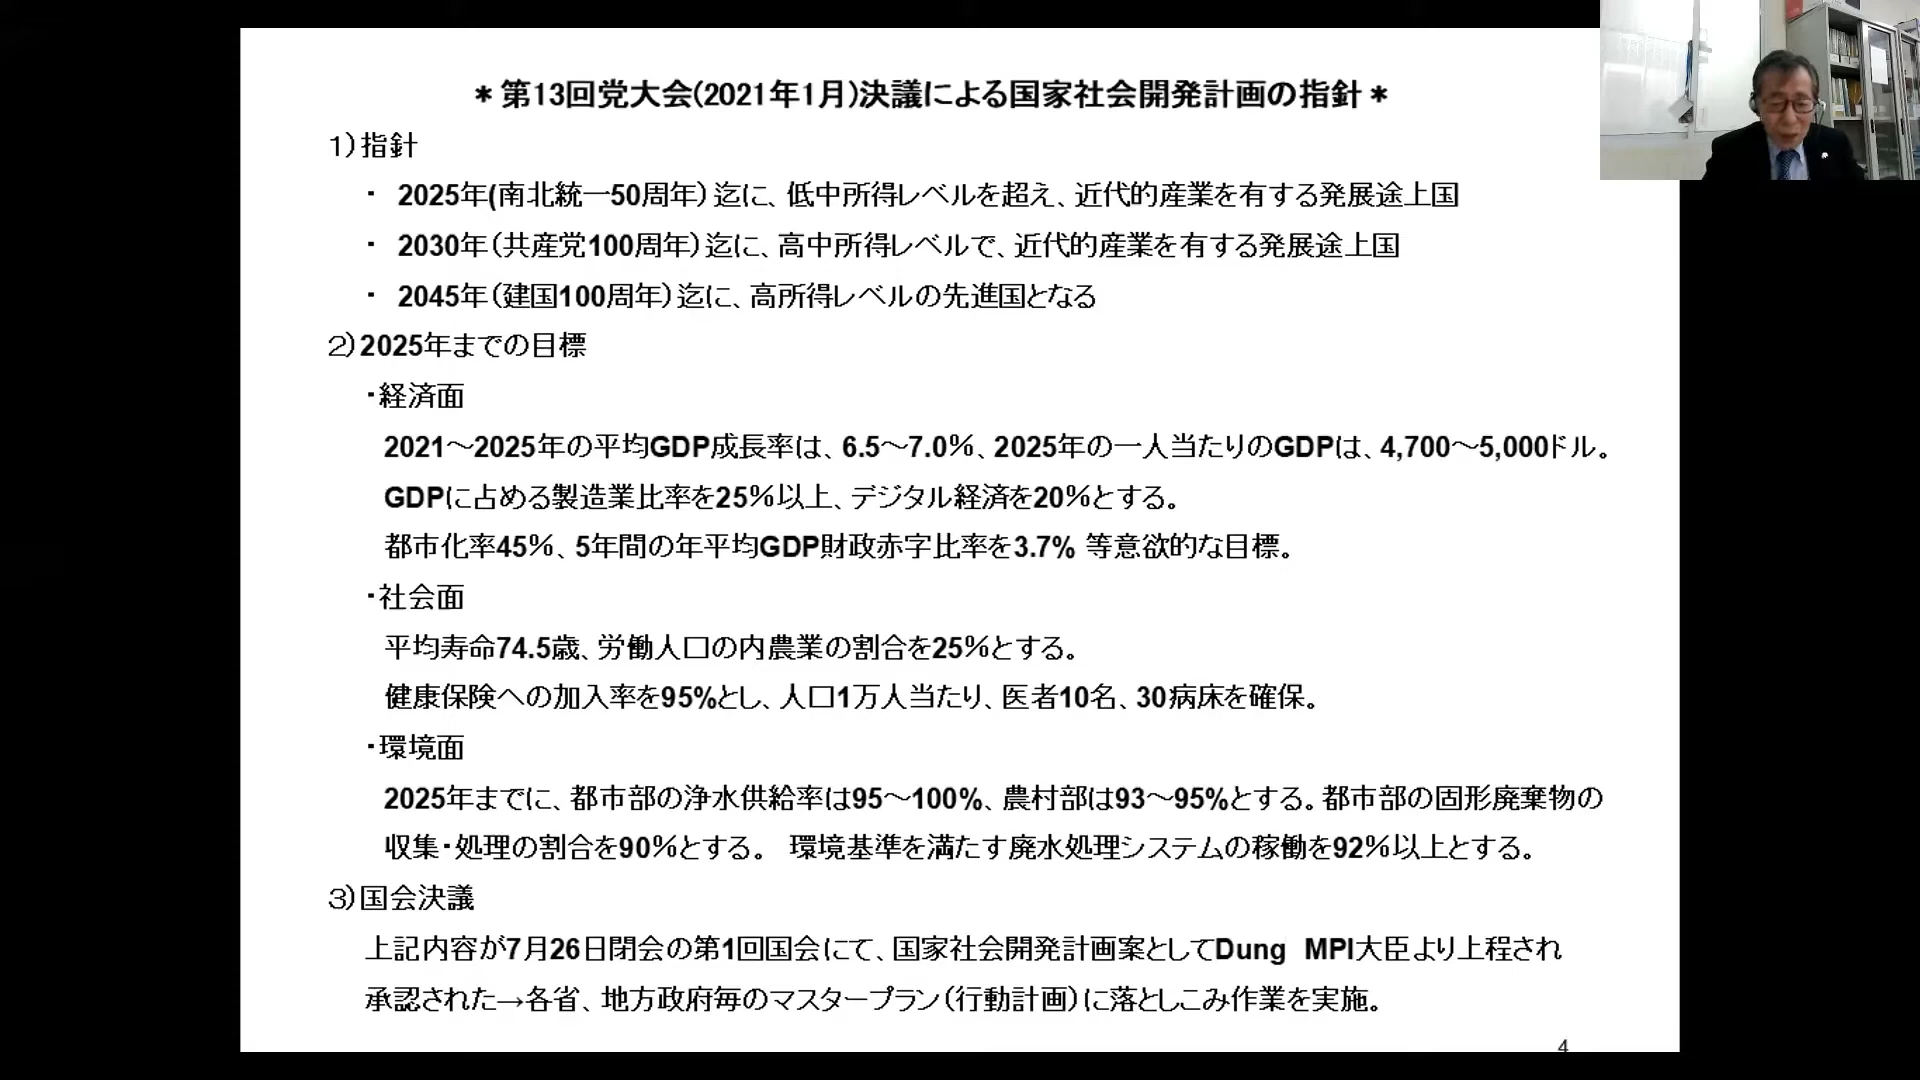 ＊第13回党大会(2021年1月)決議による国家社会開発計画の指針＊
１）指針
・ 2025年(南北統一50周年）迄に、低中所得レベルを超え、近代的産業を有する発展途上国
・ 2030年（共産党100周年）迄に、高中所得レベルで、近代的産業を有する発展途上国
・ 2045年（建国100周年）迄に、高所得レベルの先進国となる
２）2025年までの目標
・経済面
2021～2025年の平均GDP成長率は、6.5～7.0％、2025年の一人当たりのGDPは、4,700～5,000ドル。
GDPに占める製造業比率を25％以上、デジタル経済を20％とする。
都市化率45％、5年間の年平均GDP財政赤字比率を3.7% 等意欲的な目標。
・社会面
平均寿命74.5歳、労働人口の内農業の割合を25％とする。
健康保険への加入率を95%とし、人口1万人当たり、医者10名、30病床を確保。
・環境面
2025年までに、都市部の浄水供給率は95～100%、農村部は93～95%とする。都市部の固形廃棄物の
収集・処理の割合を90％とする。 環境基準を満たす廃水処理システムの稼働を92％以上とする。
３）国会決議
上記内容が7月26日閉会の第1回国会にて、国家社会開発計画案としてDung MPI大臣より上程され
承認された→各省、地方政府毎のマスタープラン（行動計画）に落としこみ作業を実施。
4